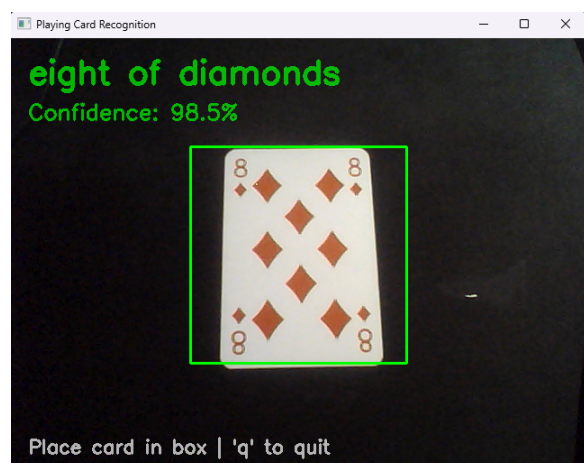 Playing Card Recognition
eight of diamonds
Confidence: 98.5%
8 8
8 8
Place card in box | 'q' to quit